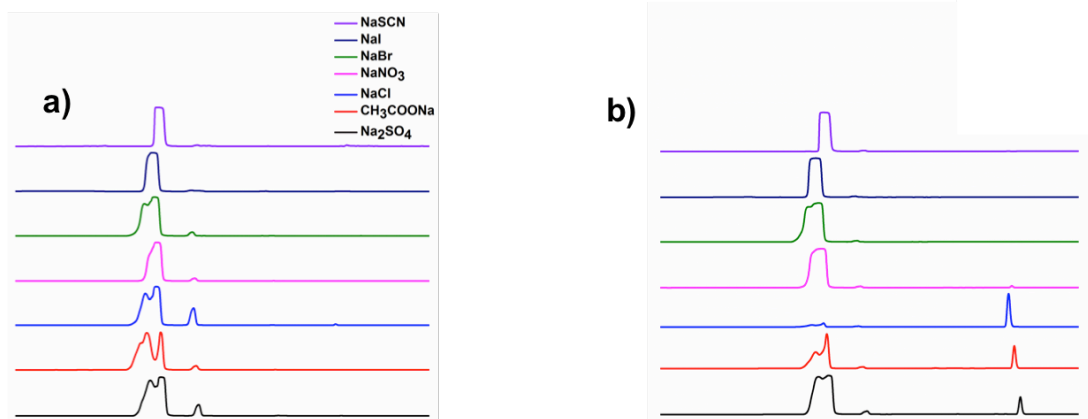 NaSCN
NaI
NaBr
NaNO3
NaCl
CH3COONa
Na2SO4
a)
b)